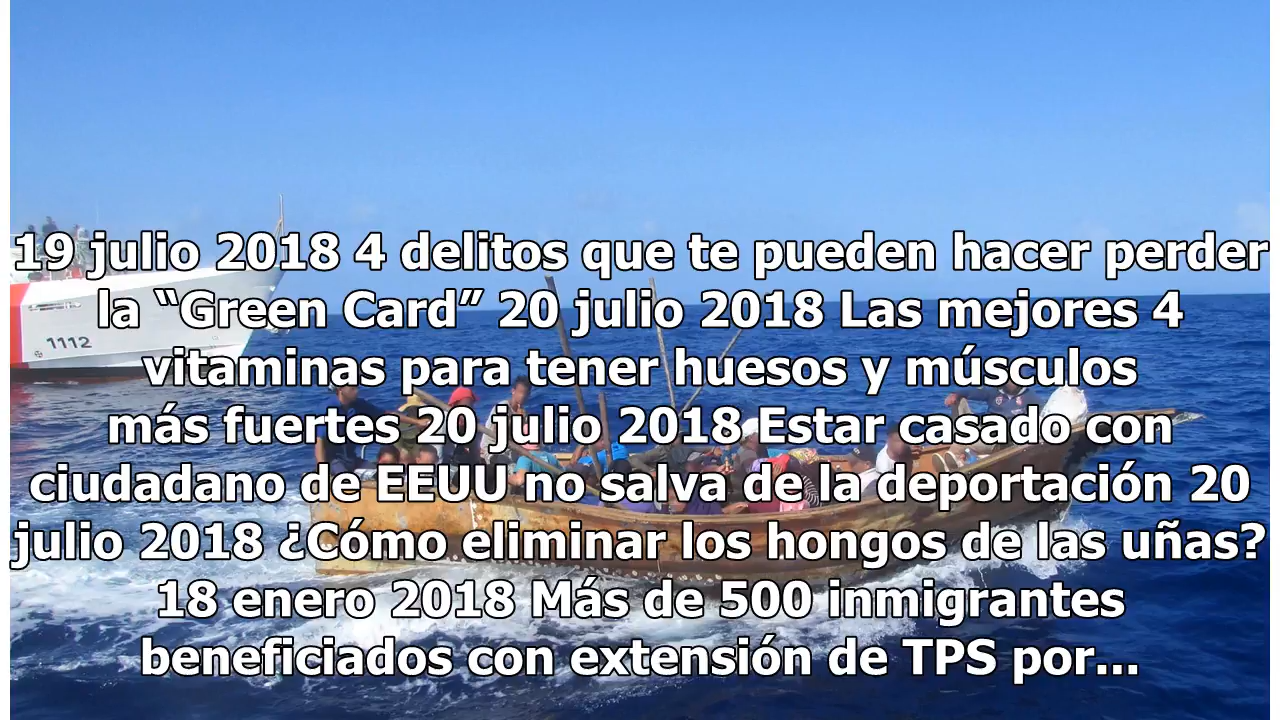 19 julio 2018 4 delitos que te pueden hacer perder
la “Green Card” 20 julio 2018 Las mejores 4
1112
vitaminas para tener huesos y músculos
más fuertes 20 julio 2018 Estar casado con
ciudadano de EEUU no salva de la deportación 20
julio 2018 ¿Cómo eliminar los hongos de las uñas?
18 enero 2018 Más de 500 inmigrantes
beneficiados con extensión de TPS por...